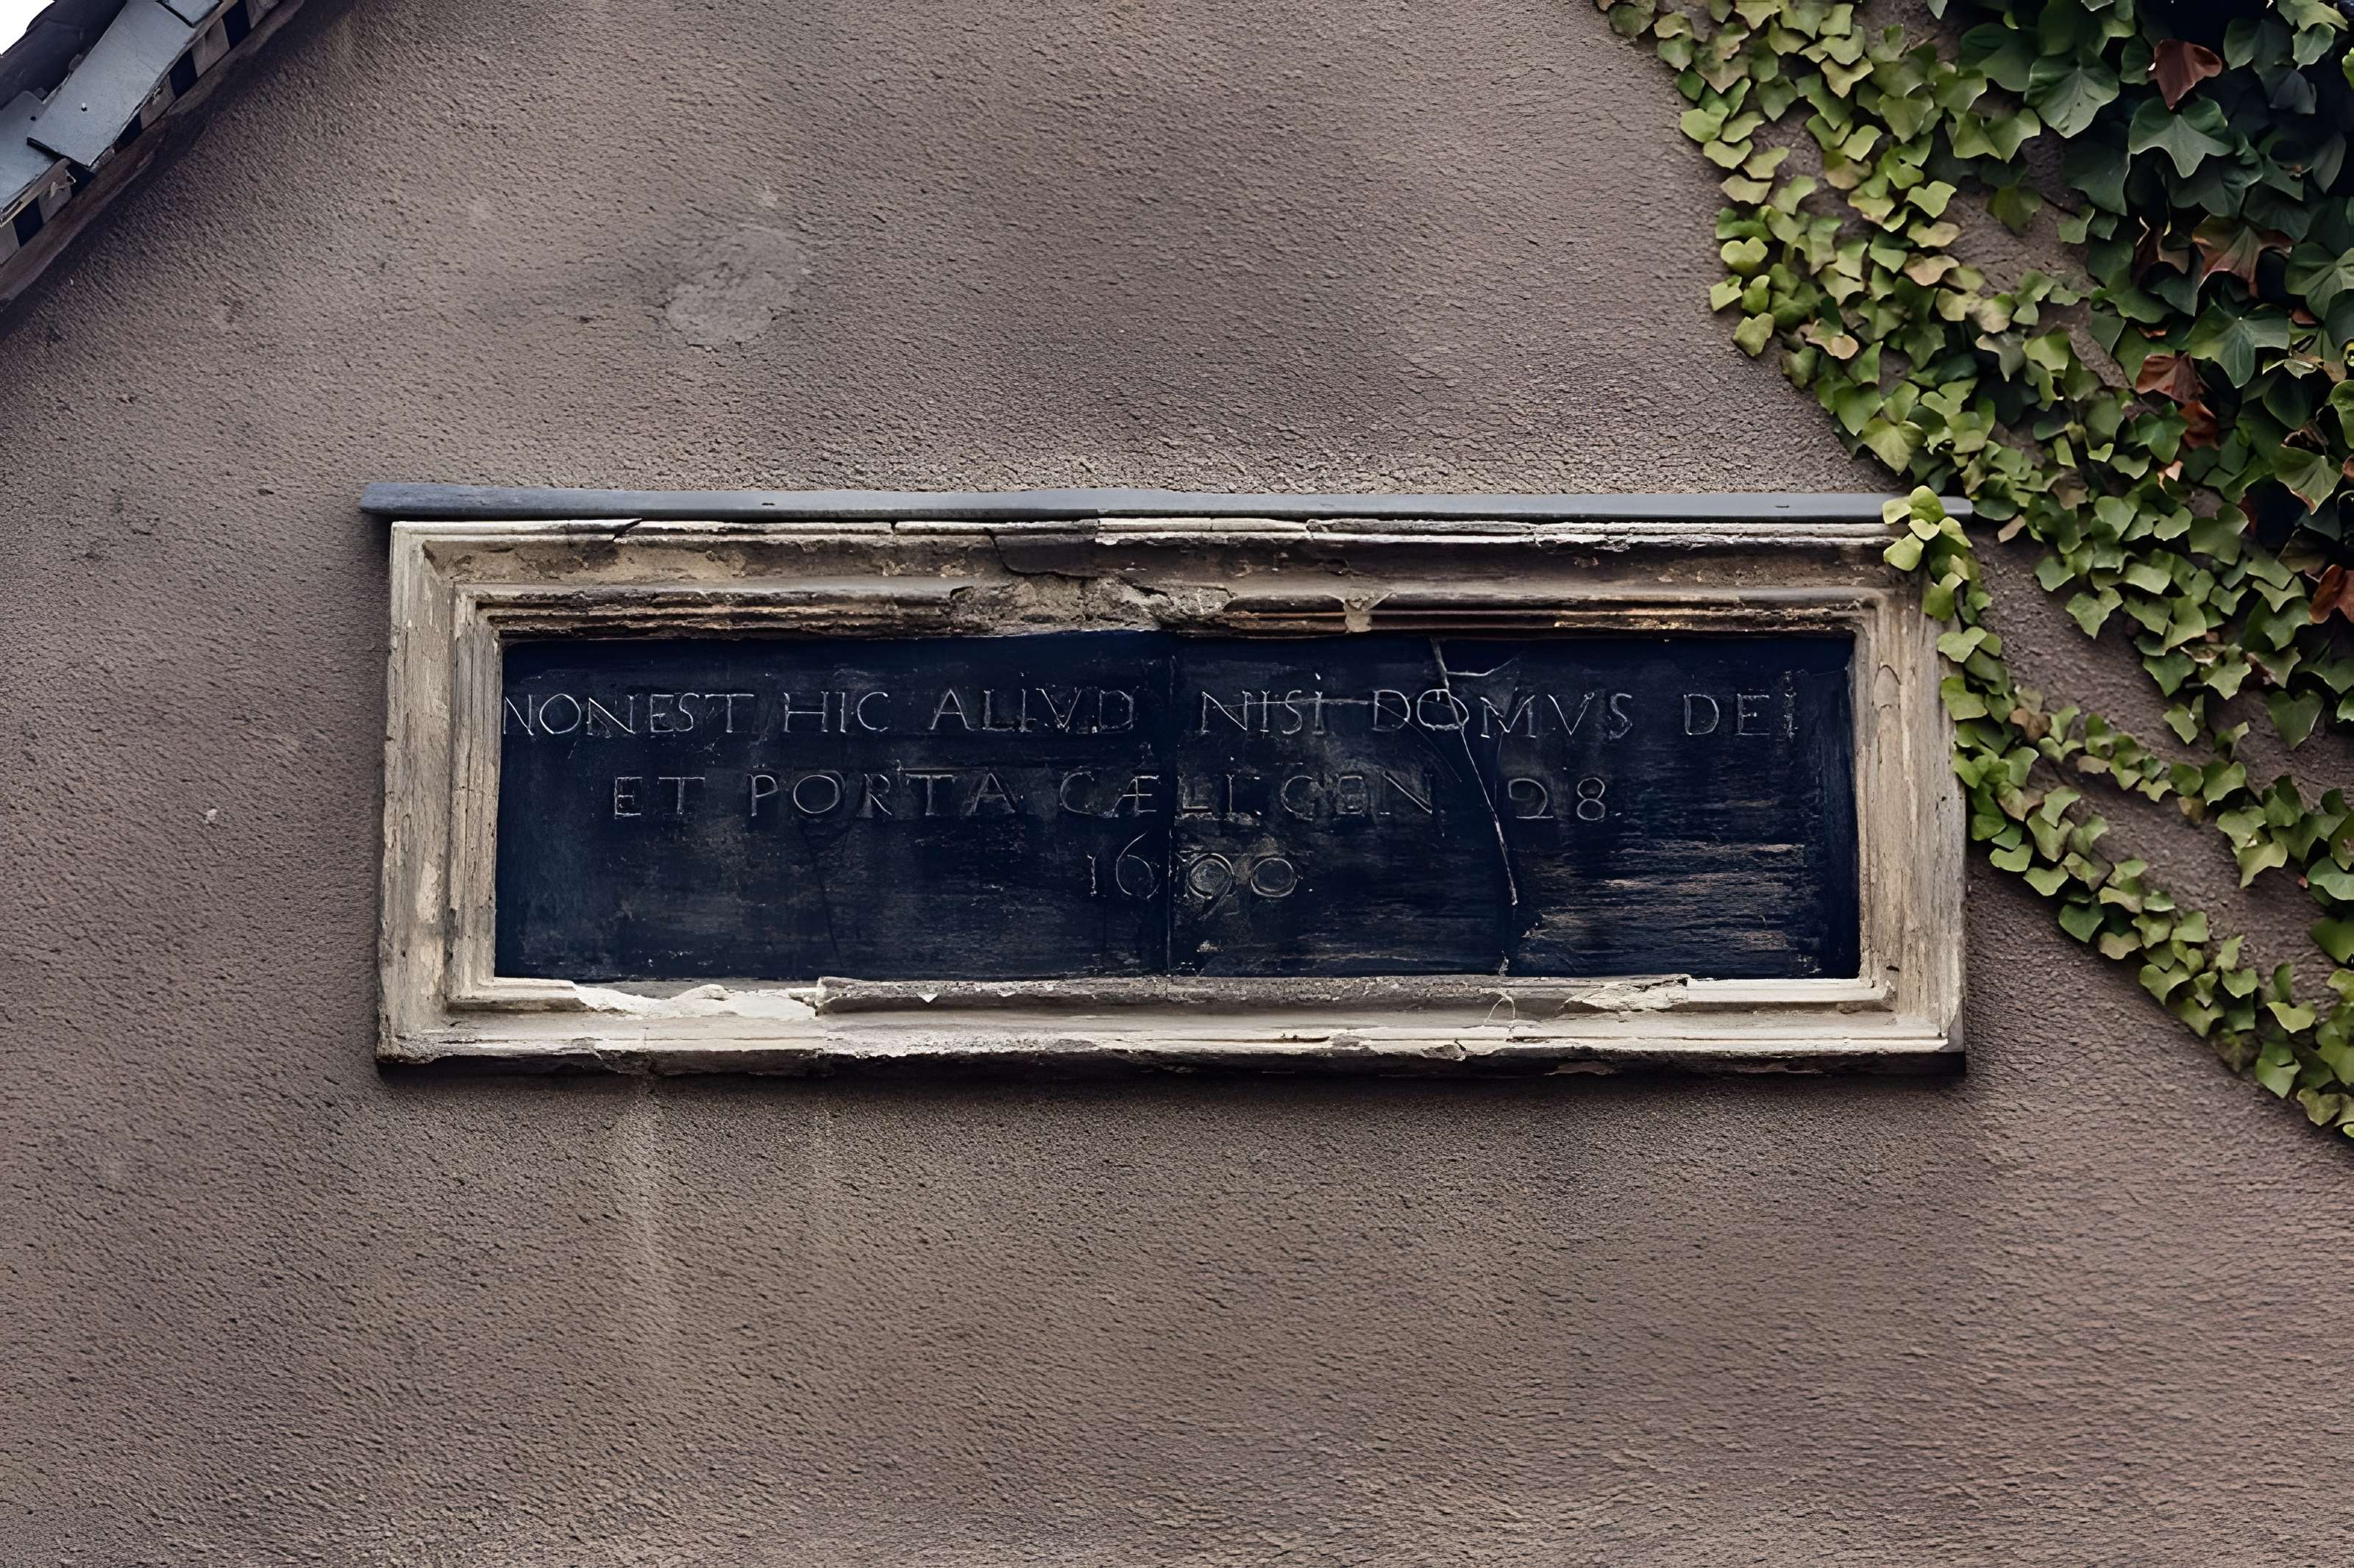 NONEST HIC ALIVD NISI DOMVS DEI
ET PORTA CÆLI. GEN 28
1690